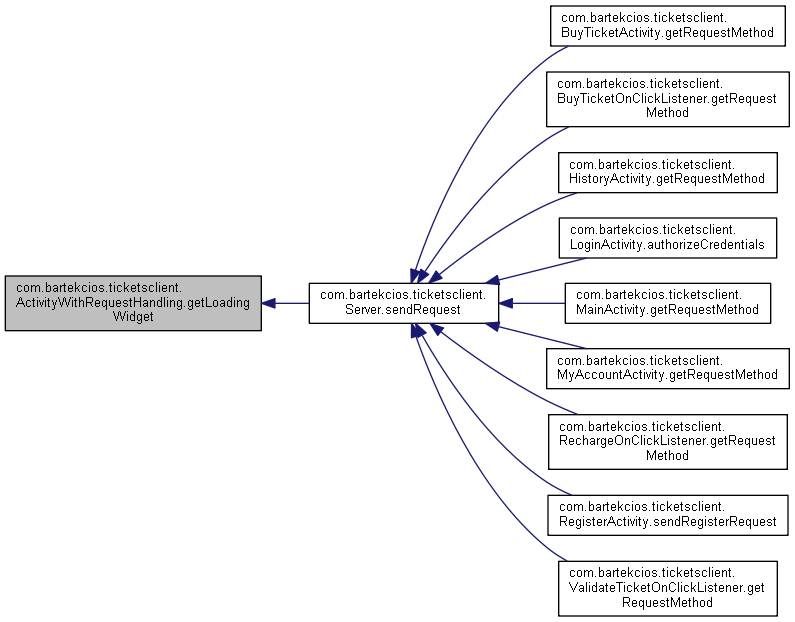 com.bartekcios.ticketsclient.
BuyTicketActivity.getRequestMethod
com.bartekcios.ticketsclient.
BuyTicketOnClickListener.getRequest
Method
com.bartekcios.ticketsclient.
HistoryActivity.getRequestMethod
com.bartekcios.ticketsclient.
LoginActivity.authorizeCredentials
com.bartekcios.ticketsclient.
ActivityWithRequestHandling.getLoading
Widget
com.bartekcios.ticketsclient.
Server.sendRequest
com.bartekcios.ticketsclient.
MainActivity.getRequestMethod
com.bartekcios.ticketsclient.
MyAccountActivity.getRequestMethod
com.bartekcios.ticketsclient.
RechargeOnClickListener.getRequest
Method
com.bartekcios.ticketsclient.
RegisterActivity.sendRegisterRequest
com.bartekcios.ticketsclient.
ValidateTicketOnClickListener.get
RequestMethod